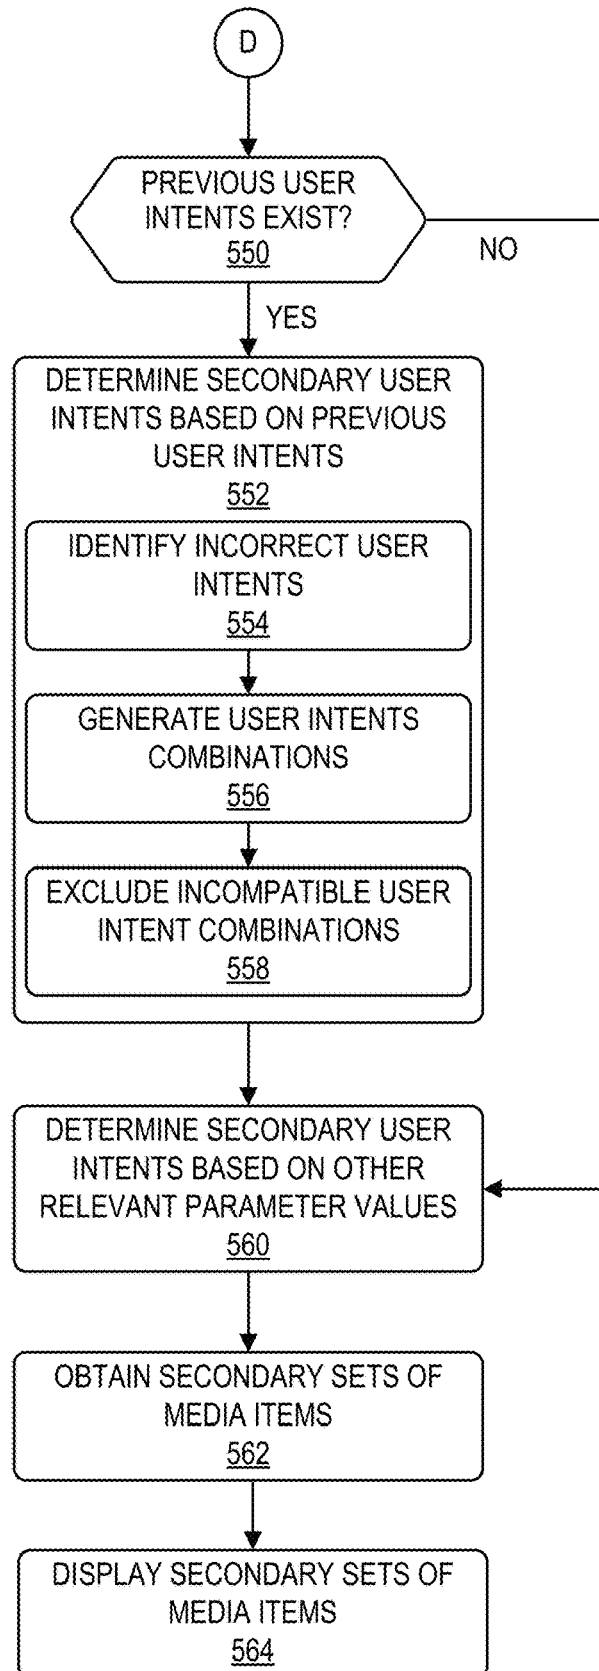 D
PREVIOUS USER
INTENTS EXIST?
550
NO
YES
DETERMINE SECONDARY USER
INTENTS BASED ON PREVIOUS
USER INTENTS
552
IDENTIFY INCORRECT USER
INTENTS
554
GENERATE USER INTENTS
COMBINATIONS
556
EXCLUDE INCOMPATIBLE USER
INTENT COMBINATIONS
558
DETERMINE SECONDARY USER
INTENTS BASED ON OTHER
RELEVANT PARAMETER VALUES
560
OBTAIN SECONDARY SETS OF
MEDIA ITEMS
562
DISPLAY SECONDARY SETS OF
MEDIA ITEMS
564